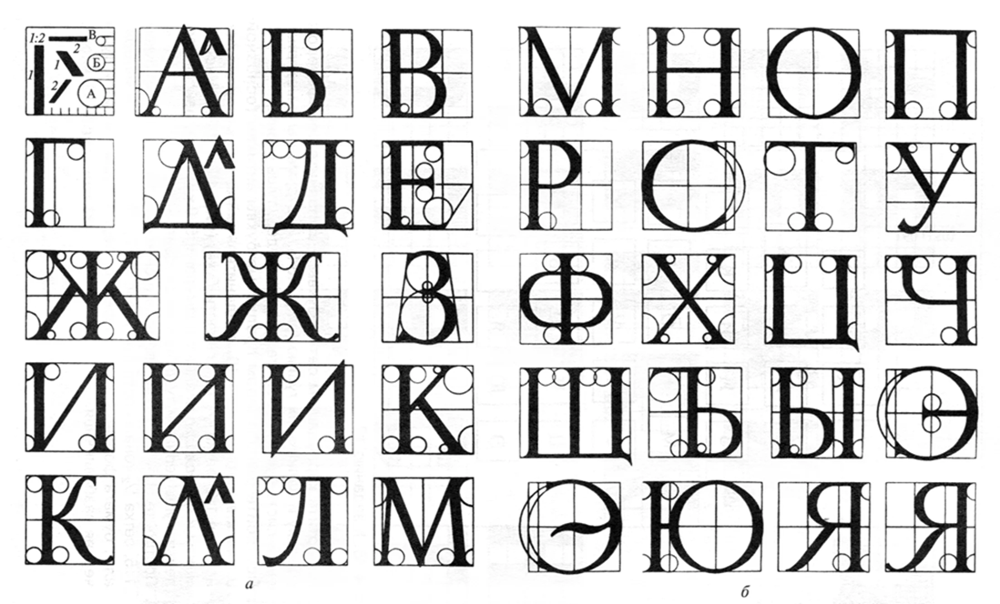 1:2 2 В
1 1 Б
2 А
А Б В
Г Д Д Е
Ж Ж З
И И И К
К Л Л М
а
М Н О П
Р С Т У
Ф Х Ц Ч
Щ Ъ Ы Э
Э Ю Я Я
б